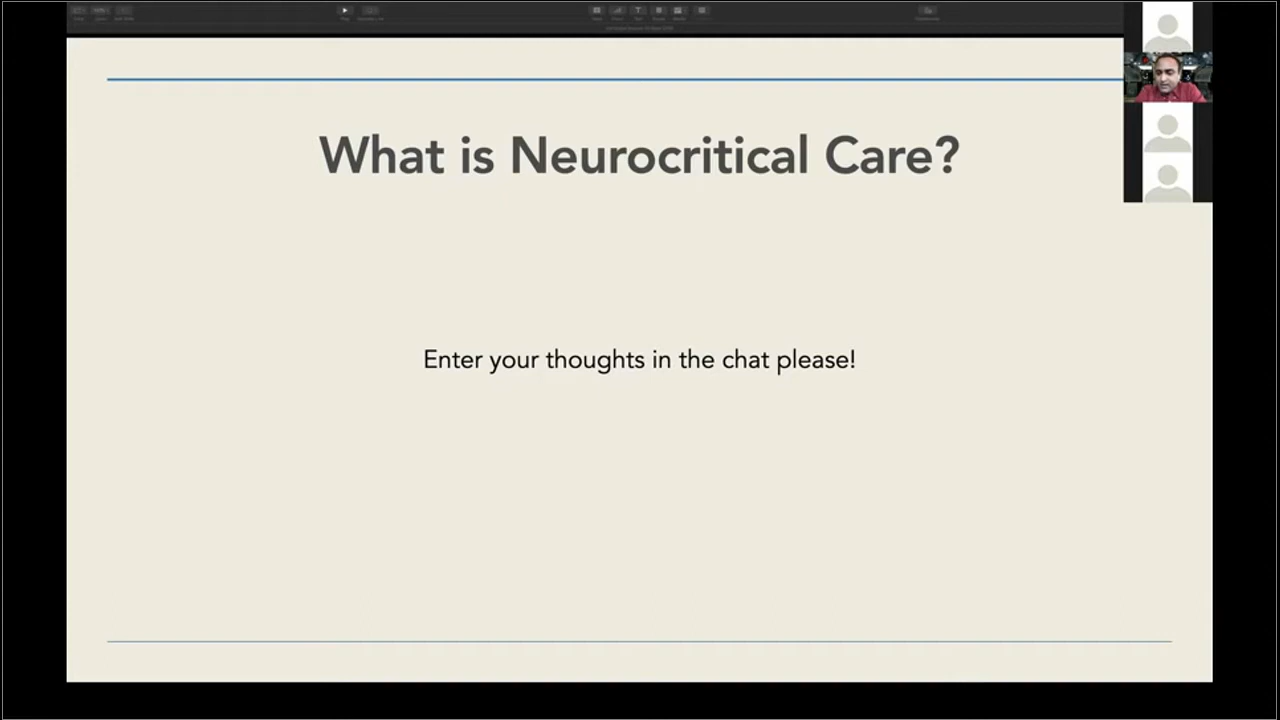 What is Neurocritical Care?
Enter your thoughts in the chat please!